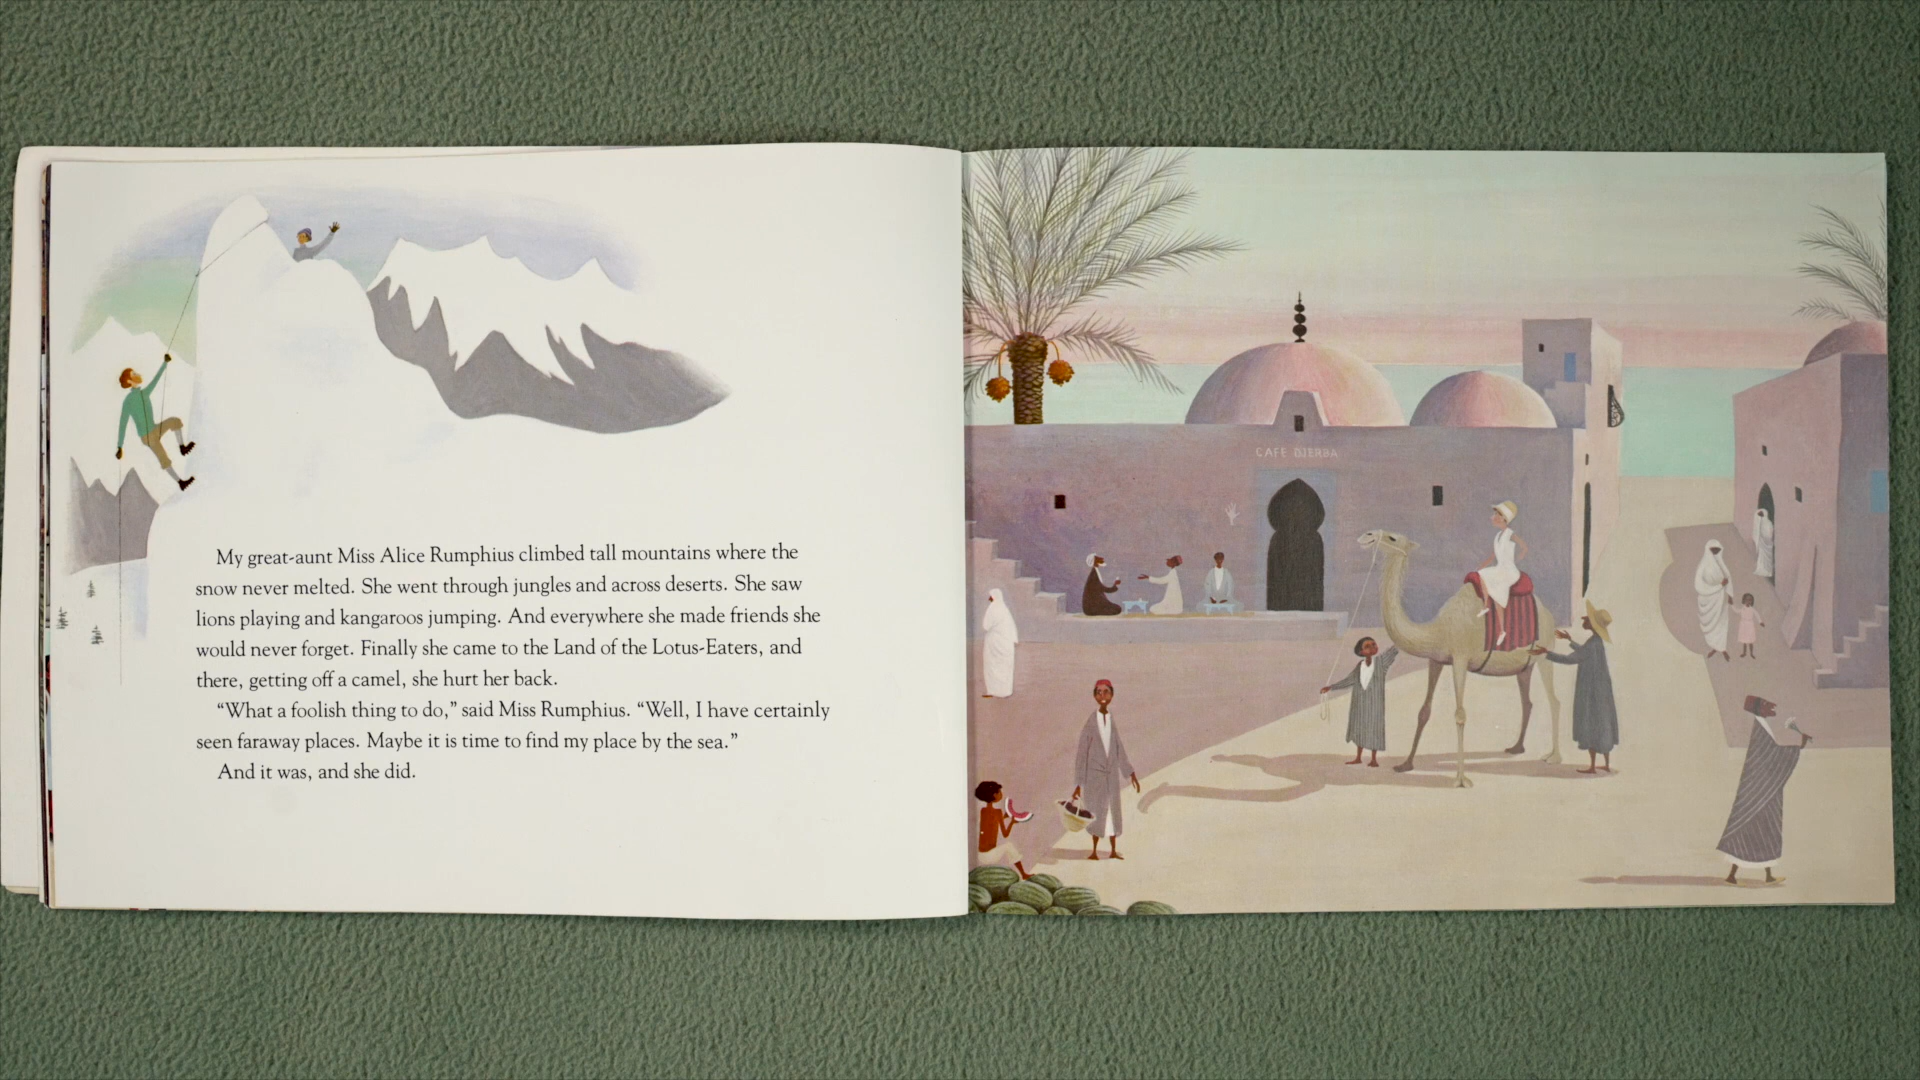 My great-aunt Miss Alice Rumphius climbed tall mountains where the
snow never melted. She went through jungles and across deserts. She saw
lions playing and kangaroos jumping. And everywhere she made friends she
would never forget. Finally she came to the Land of the Lotus-Eaters, and
there, getting off a camel, she hurt her back.
“What a foolish thing to do,” said Miss Rumphius. “Well, I have certainly
seen faraway places. Maybe it is time to find my place by the sea.”
And it was, and she did.
CAFE DJERBA